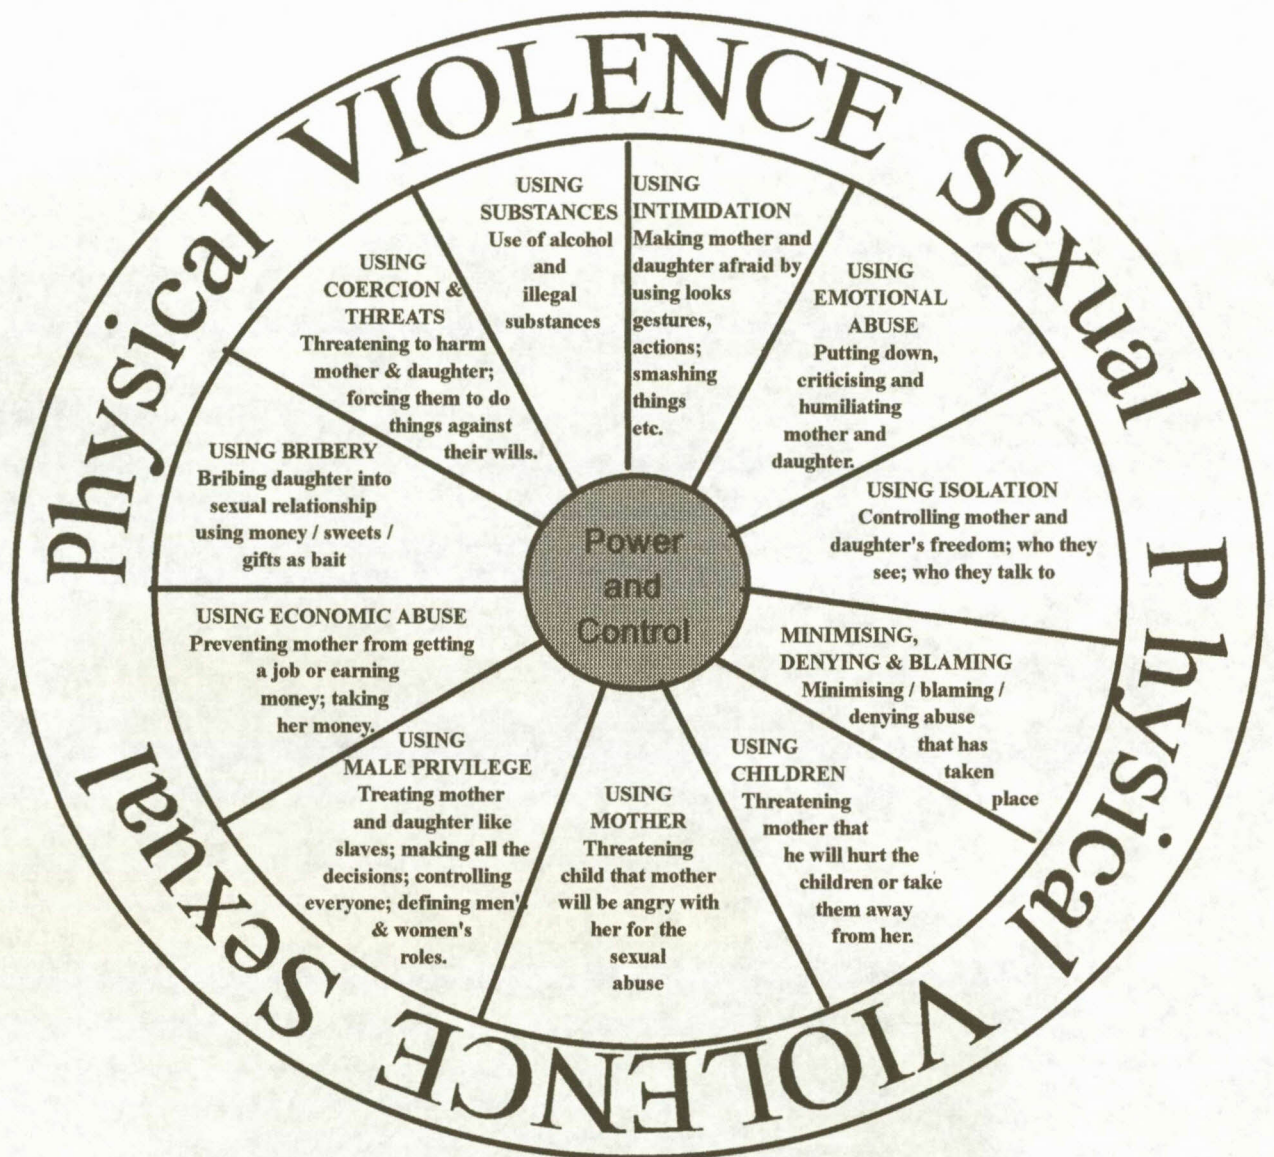 Physical VIOLENCE Sexual
Physical VIOLENCE Sexual
USING
SUBSTANCES
Use of alcohol
and
illegal
substances
USING
INTIMIDATION
Making mother and
daughter afraid by
using looks
gestures,
actions;
smashing
things
etc.
USING
EMOTIONAL
ABUSE
Putting down,
criticising and
humiliating
mother and
daughter.
USING ISOLATION
Controlling mother and
daughter's freedom; who they
see; who they talk to
MINIMISING,
DENYING & BLAMING
Minimising / blaming /
denying abuse
that has
taken
place
USING
CHILDREN
Threatening
mother that
he will hurt the
children or take
them away
from her.
USING
MOTHER
Threatening
child that mother
will be angry with
her for the
sexual
abuse
USING
MALE PRIVILEGE
Treating mother
and daughter like
slaves; making all the
decisions; controlling
everyone; defining men's
& women's
roles.
USING ECONOMIC ABUSE
Preventing mother from getting
a job or earning
money; taking
her money.
USING BRIBERY
Bribing daughter into
sexual relationship
using money / sweets /
gifts as bait
USING
COERCION &
THREATS
Threatening to harm
mother & daughter;
forcing them to do
things against
their wills.
Power
and
Control